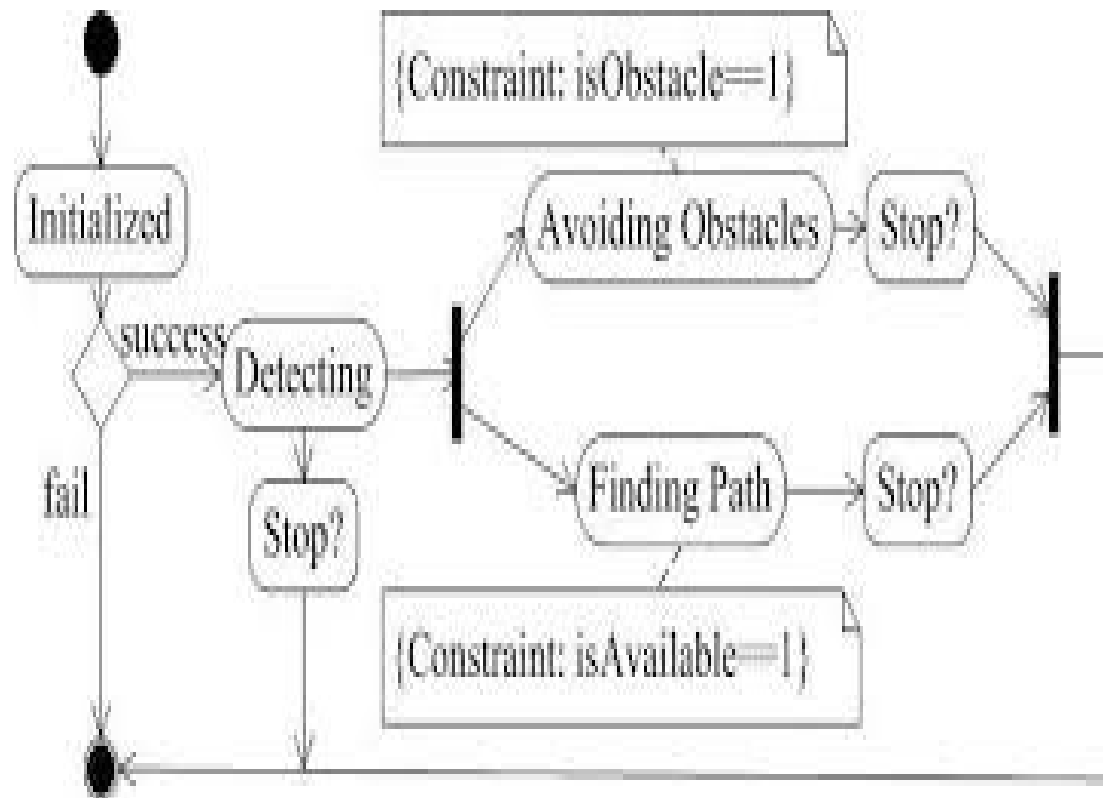 {Constraint: isObstacle==1}
Initialized
Avoiding Obstacles
Stop?
success
Detecting
fail
Finding Path
Stop?
Stop?
{Constraint: isAvailable==1}